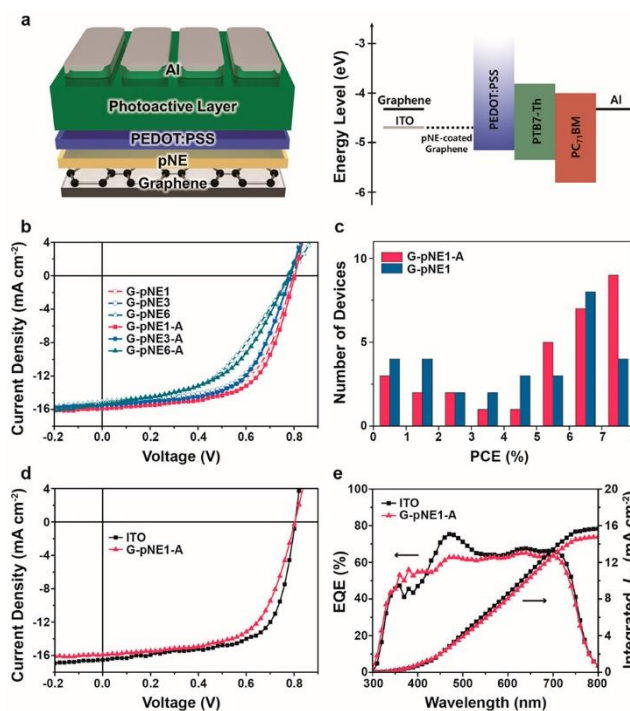 a
Al
Photoactive Layer
PEDOT:PSS
pNE
Graphene
Energy Level (eV)
-3
-4
-5
-6
Graphene
ITO
pNE-coated
Graphene
PEDOT:PSS
PTB7-Th
PC71BM
Al
b
Current Density (mA cm-2)
4
0
-4
-8
-12
-16
G-pNE1
G-pNE3
G-pNE6
G-pNE1-A
G-pNE3-A
G-pNE6-A
-0.2 0.0 0.2 0.4 0.6 0.8
Voltage (V)
c
Number of Devices
10
5
0
G-pNE1-A
G-pNE1
0 1 2 3 4 5 6 7
PCE (%)
d
Current Density (mA cm-2)
4
0
-4
-8
-12
-16
ITO
G-pNE1-A
-0.2 0.0 0.2 0.4 0.6 0.8
Voltage (V)
e
EQE (%)
100
80
60
40
20
0
ITO
G-pNE1-A
20
16
12
8
4
0
Integrated J (mA cm-2)
300 400 500 600 700 800
Wavelength (nm)